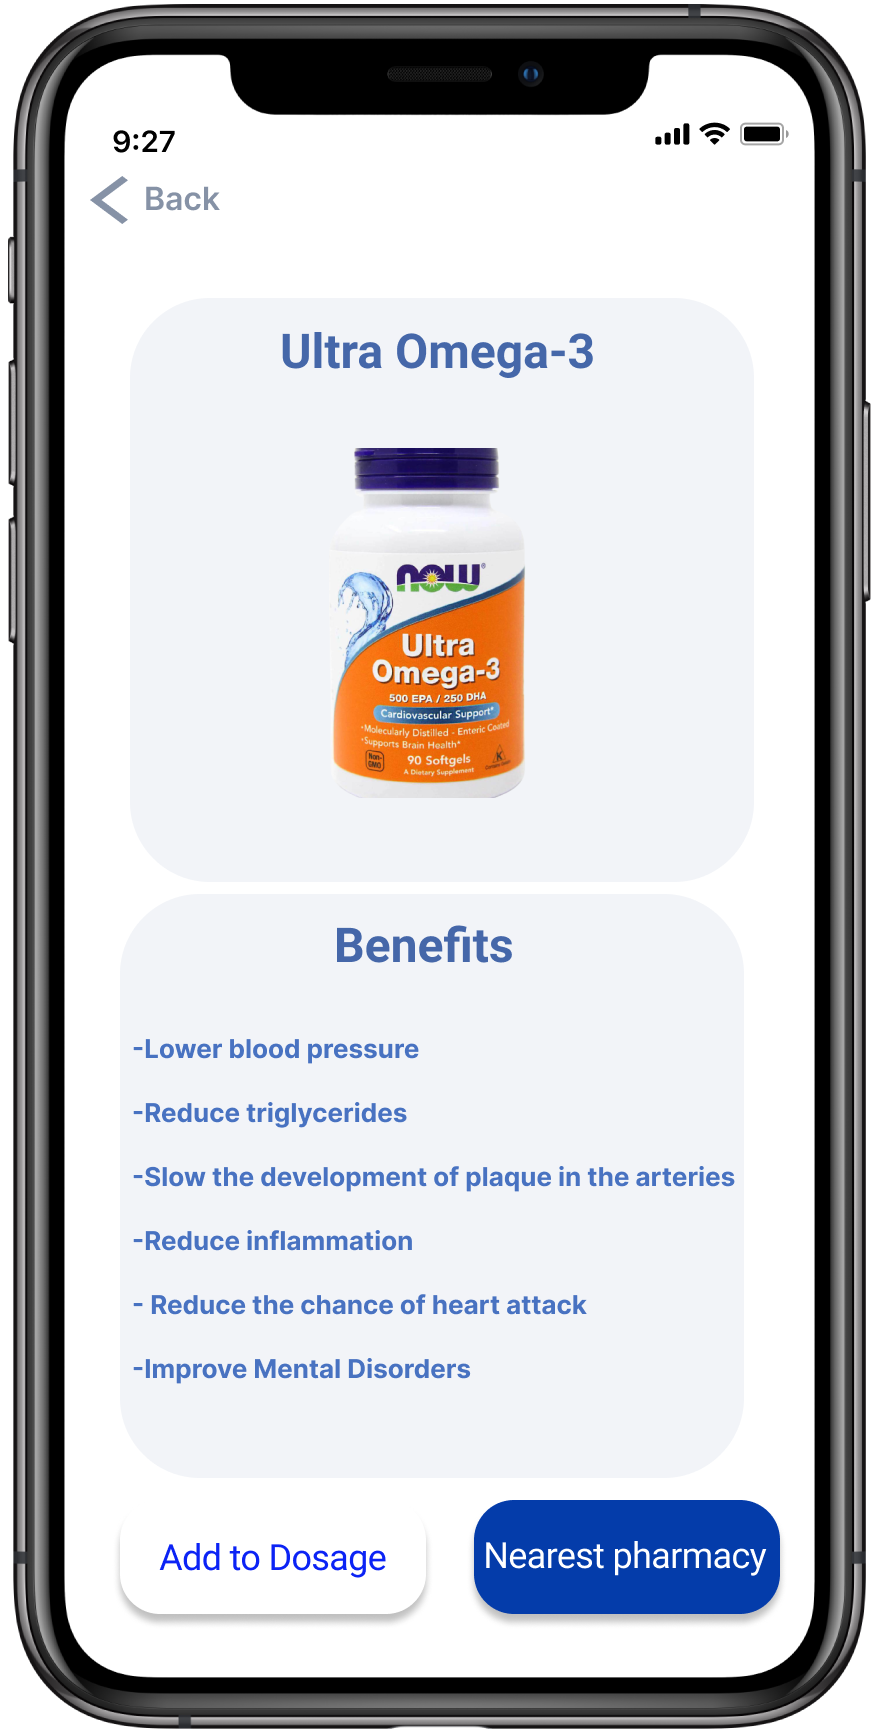 9:27
Back
Ultra Omega-3
NOW®
Ultra
Omega-3
500 EPA / 250 DHA
Cardiovascular Support*
•Molecularly Distilled - Enteric Coated
•Supports Brain Health*
Non-
GMO
90 Softgels
A Dietary Supplement
K
Benefits
-Lower blood pressure
-Reduce triglycerides
-Slow the development of plaque in the arteries
-Reduce inflammation
- Reduce the chance of heart attack
-Improve Mental Disorders
Add to Dosage
Nearest pharmacy